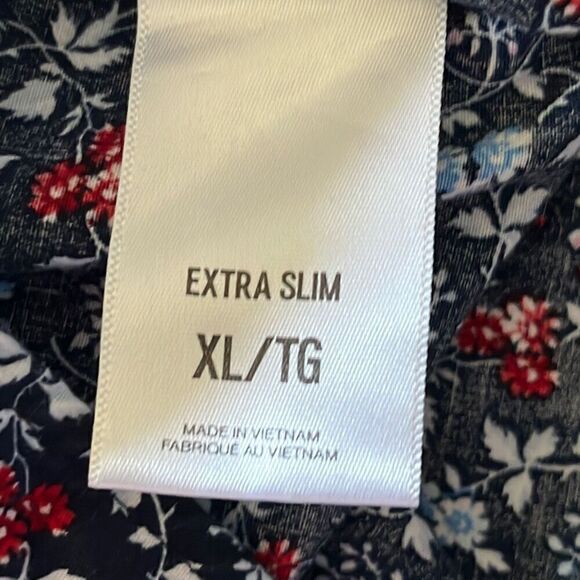 EXTRA SLIM
XL/TG
MADE IN VIETNAM
FABRIQUÉ AU VIETNAM